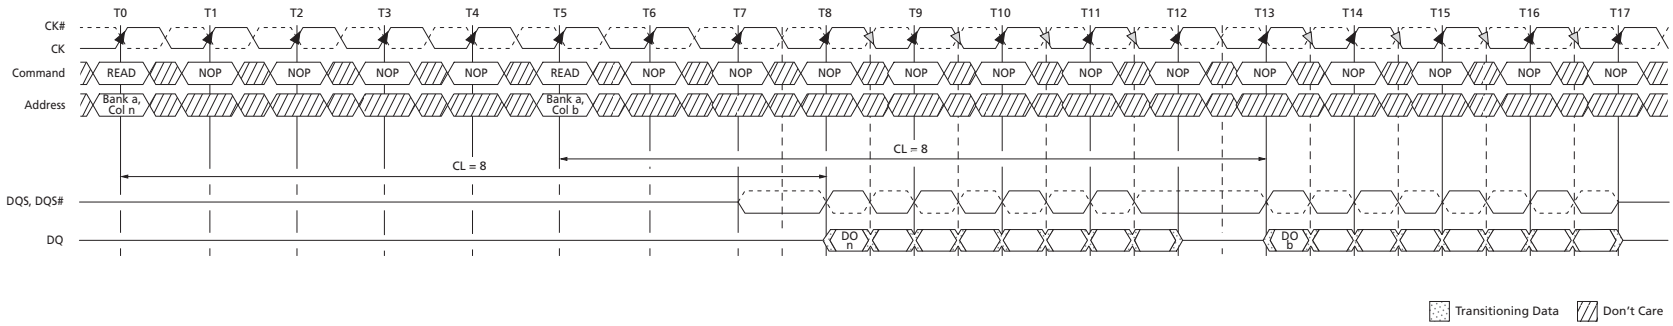 T0 T1 T2 T3 T4 T5 T6 T7 T8 T9 T10 T11 T12 T13 T14 T15 T16 T17
CK#
CK
Command READ NOP NOP NOP NOP READ NOP NOP NOP NOP NOP NOP NOP NOP NOP NOP NOP NOP
Address Bank a, Col n Bank a, Col b
CL = 8
CL = 8
DQS, DQS#
DQ DO n DO b
Transitioning Data Don't Care